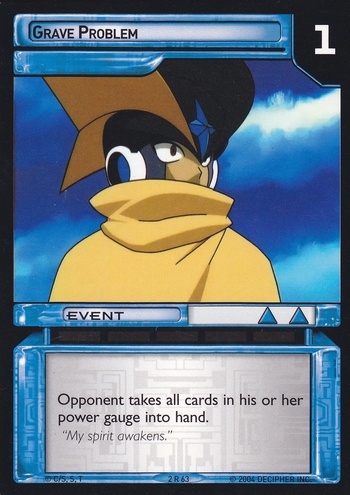 Grave Problem
1
EVENT
Opponent takes all cards in his or her
power gauge into hand.
"My spirit awakens."
© C/S, S, T
2 R 63
© 2004 DECIPHER INC.